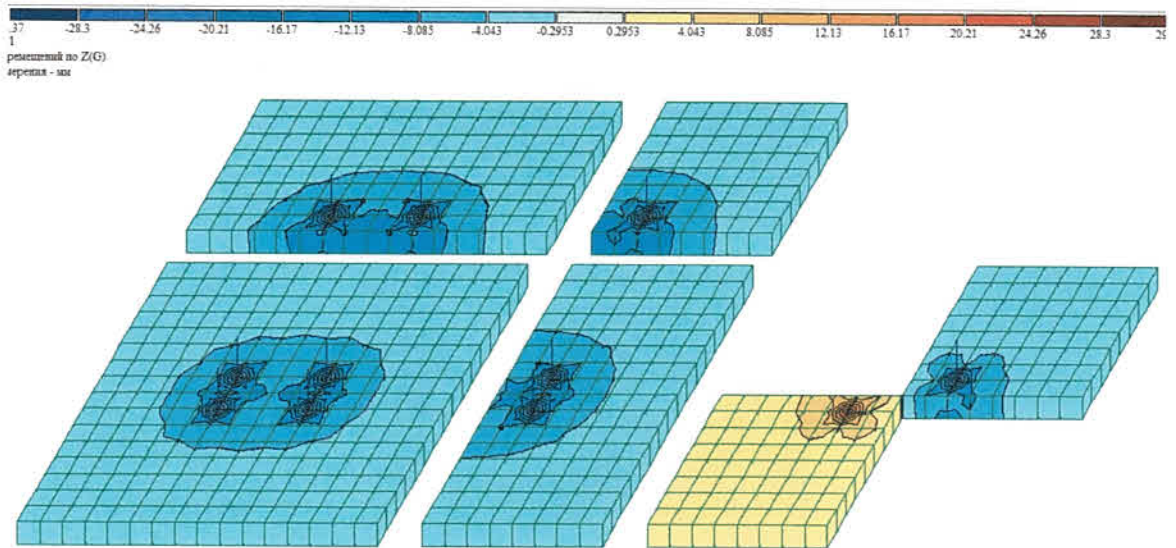 .37 -28.3 -24.26 -20.21 -16.17 -12.13 -8.085 -4.043 -0.2953 0.2953 4.043 8.085 12.13 16.17 20.21 24.26 28.3
1
ремещений по Z(G)
мерения - мм